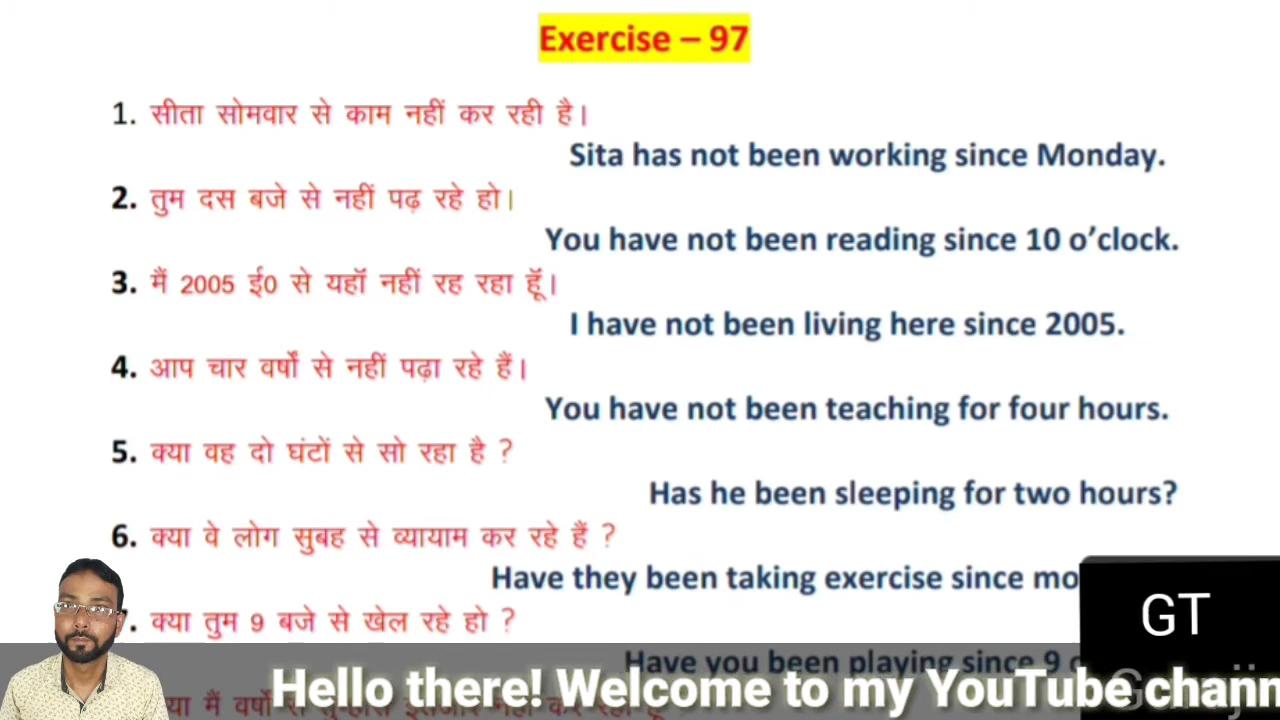 Exercise – 97
1. सीता सोमवार से काम नहीं कर रही है।
Sita has not been working since Monday.
2. तुम दस बजे से नहीं पढ़ रहे हो।
You have not been reading since 10 o’clock.
3. मैं 2005 ई0 से यहॉ नहीं रह रहा हूॅ।
I have not been living here since 2005.
4. आप चार वर्षों से नहीं पढ़ा रहे हैं।
You have not been teaching for four hours.
5. क्या वह दो घंटों से सो रहा है ?
Has he been sleeping for two hours?
6. क्या वे लोग सुबह से व्यायाम कर रहे हैं ?
Have they been taking exercise since mo
7. क्या तुम 9 बजे से खेल रहे हो ?
GT
Have you been playing since 9
Hello there! Welcome to my YouTube chann